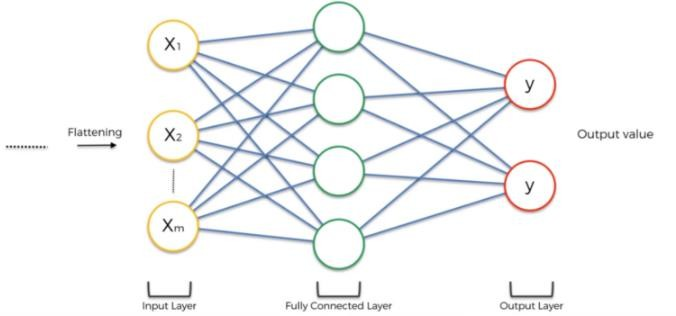 X1
X2
Xm
Flattening
y
y
Output value
Input Layer
Fully Connected Layer
Output Layer